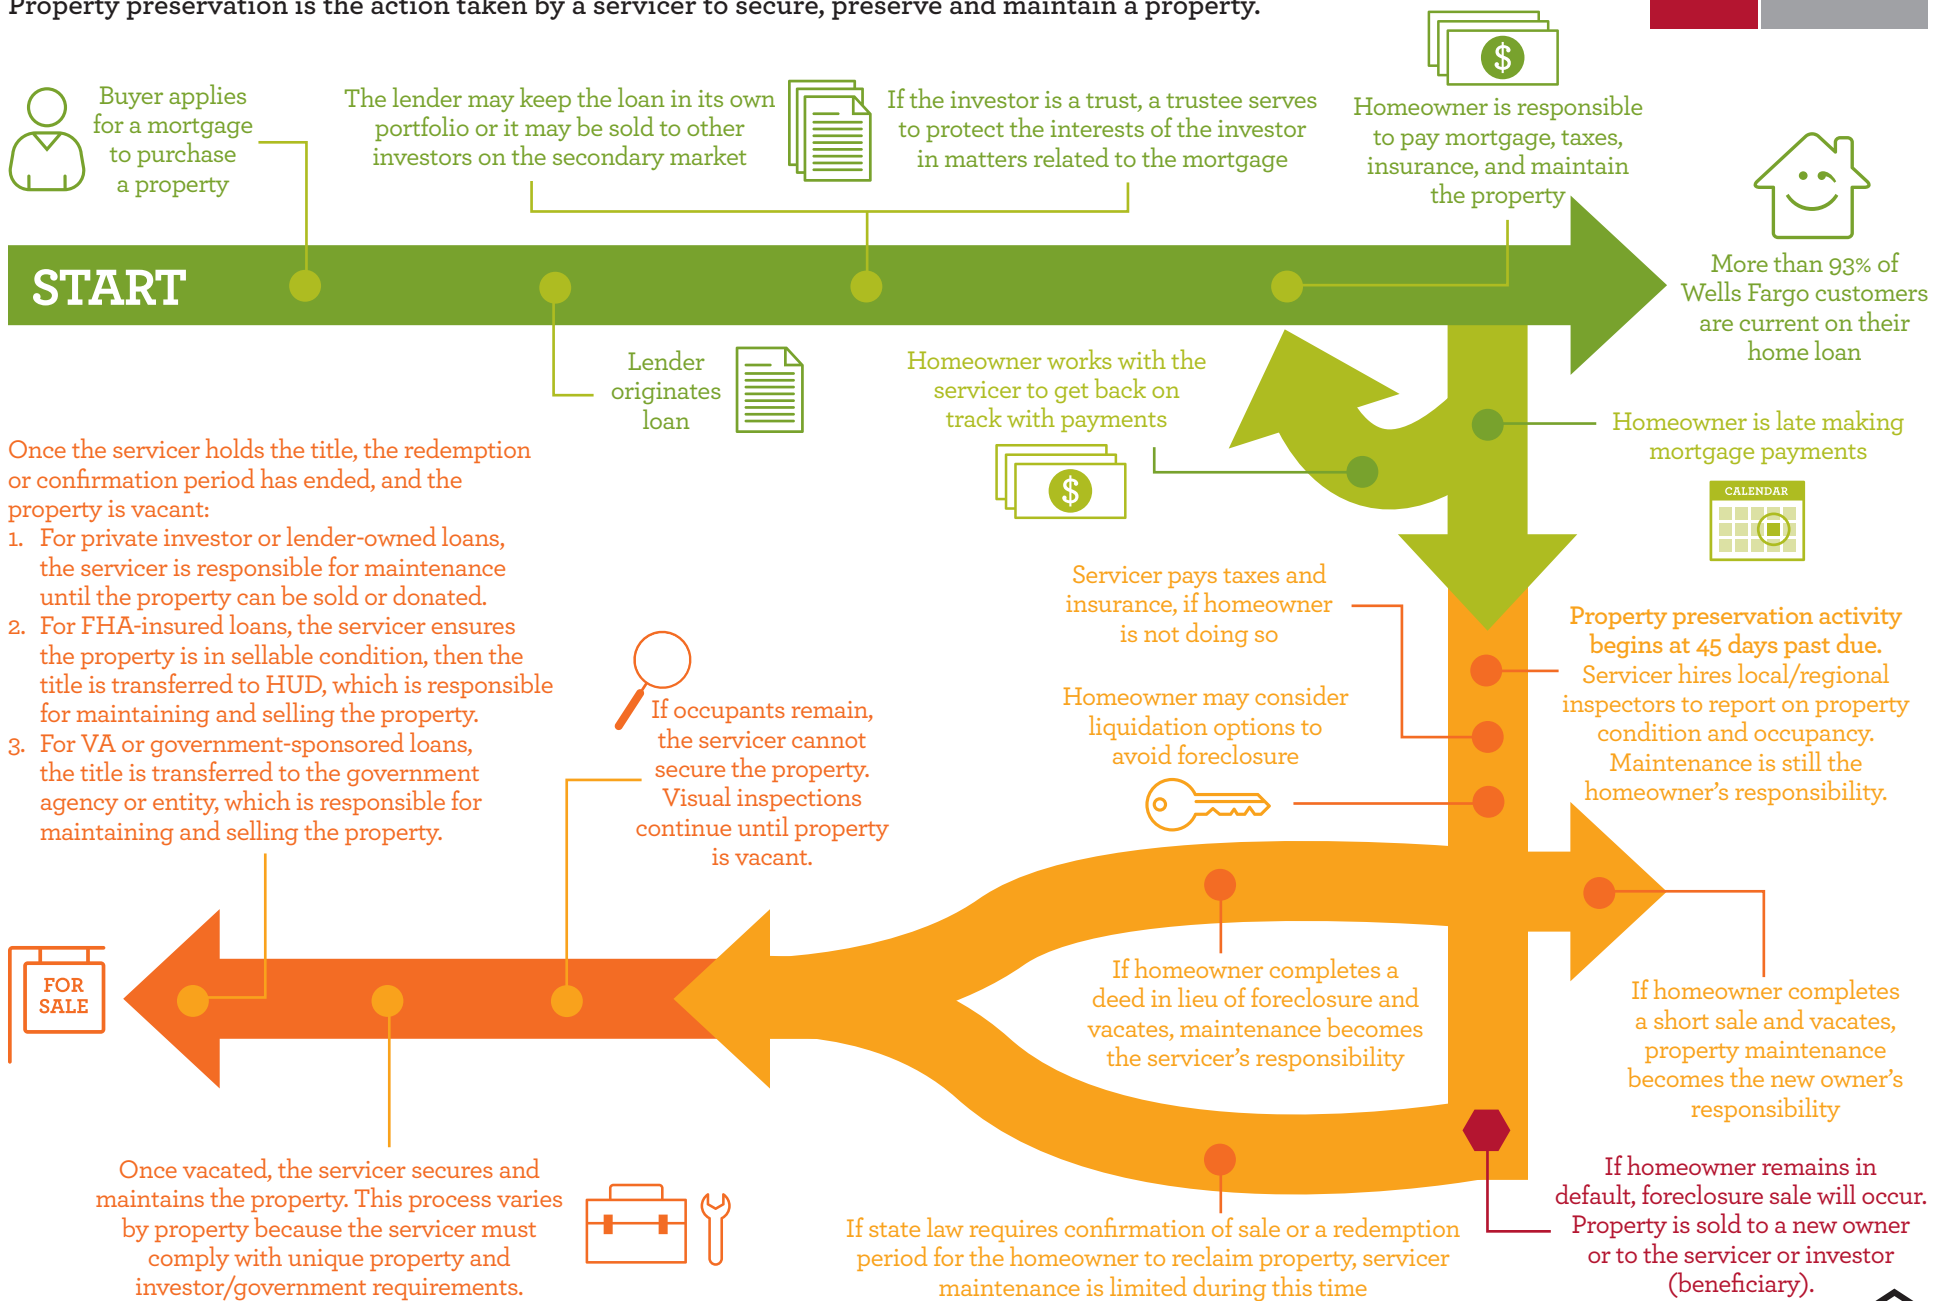 Property preservation is the action taken by a servicer to secure, preserve and maintain a property.
Buyer applies
for a mortgage
to purchase
a property
The lender may keep the loan in its own
portfolio or it may be sold to other
investors on the secondary market
If the investor is a trust, a trustee serves
to protect the interests of the investor
in matters related to the mortgage
$
Homeowner is responsible
to pay mortgage, taxes,
insurance, and maintain
the property
START
More than 93% of
Wells Fargo customers
are current on their
home loan
Lender
originates
loan
Homeowner works with the
servicer to get back on
track with payments
$
Homeowner is late making
mortgage payments
CALENDAR
Once the servicer holds the title, the redemption
or confirmation period has ended, and the
property is vacant:
1. For private investor or lender-owned loans,
the servicer is responsible for maintenance
until the property can be sold or donated.
2. For FHA-insured loans, the servicer ensures
the property is in sellable condition, then the
title is transferred to HUD, which is responsible
for maintaining and selling the property.
3. For VA or government-sponsored loans,
the title is transferred to the government
agency or entity, which is responsible for
maintaining and selling the property.
If occupants remain,
the servicer cannot
secure the property.
Visual inspections
continue until property
is vacant.
Servicer pays taxes and
insurance, if homeowner
is not doing so
Homeowner may consider
liquidation options to
avoid foreclosure
Property preservation activity
begins at 45 days past due.
Servicer hires local/regional
inspectors to report on property
condition and occupancy.
Maintenance is still the
homeowner's responsibility.
FOR
SALE
If homeowner completes a
deed in lieu of foreclosure and
vacates, maintenance becomes
the servicer's responsibility
If homeowner completes
a short sale and vacates,
property maintenance
becomes the new owner's
responsibility
Once vacated, the servicer secures and
maintains the property. This process varies
by property because the servicer must
comply with unique property and
investor/government requirements.
If state law requires confirmation of sale or a redemption
period for the homeowner to reclaim property, servicer
maintenance is limited during this time
If homeowner remains in
default, foreclosure sale will occur.
Property is sold to a new owner
or to the servicer or investor
(beneficiary).